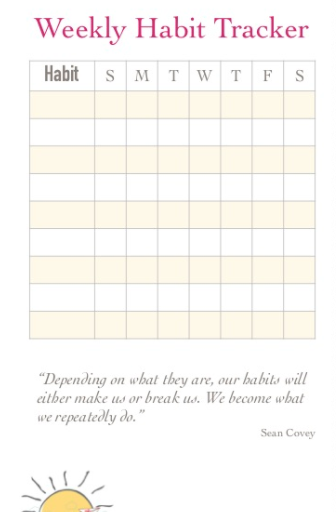 Weekly Habit Tracker
Habit S M T W T F S
“Depending on what they are, our habits will
either make us or break us. We become what
we repeatedly do.”
Sean Covey